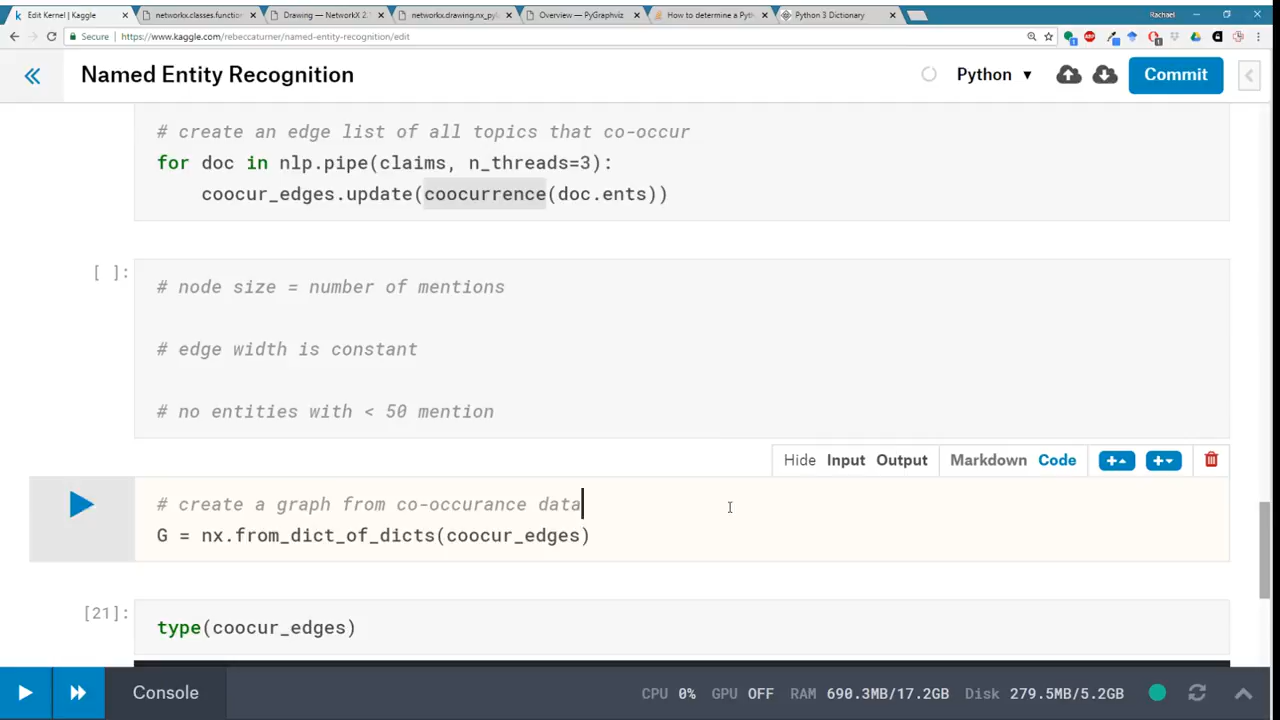 Edit Kernel | Kaggle
networkx.classes.function
Drawing — NetworkX 2.
networkx.drawing.nx_pyl
Overview — PyGraphviz
How to determine a Pyth
Python 3 Dictionary
Rachael
Secure | https://www.kaggle.com/rebeccaturner/named-entity-recognition/edit
Named Entity Recognition
Python
Commit
# create an edge list of all topics that co-occur
for doc in nlp.pipe(claims, n_threads=3):
coocur_edges.update(coocurrence(doc.ents))
[ ]:
# node size = number of mentions
# edge width is constant
# no entities with < 50 mention
Hide Input Output Markdown Code
# create a graph from co-occurance data
G = nx.from_dict_of_dicts(coocur_edges)
[21]:
type(coocur_edges)
Console
CPU 0% GPU OFF RAM 690.3MB/17.2GB Disk 279.5MB/5.2GB